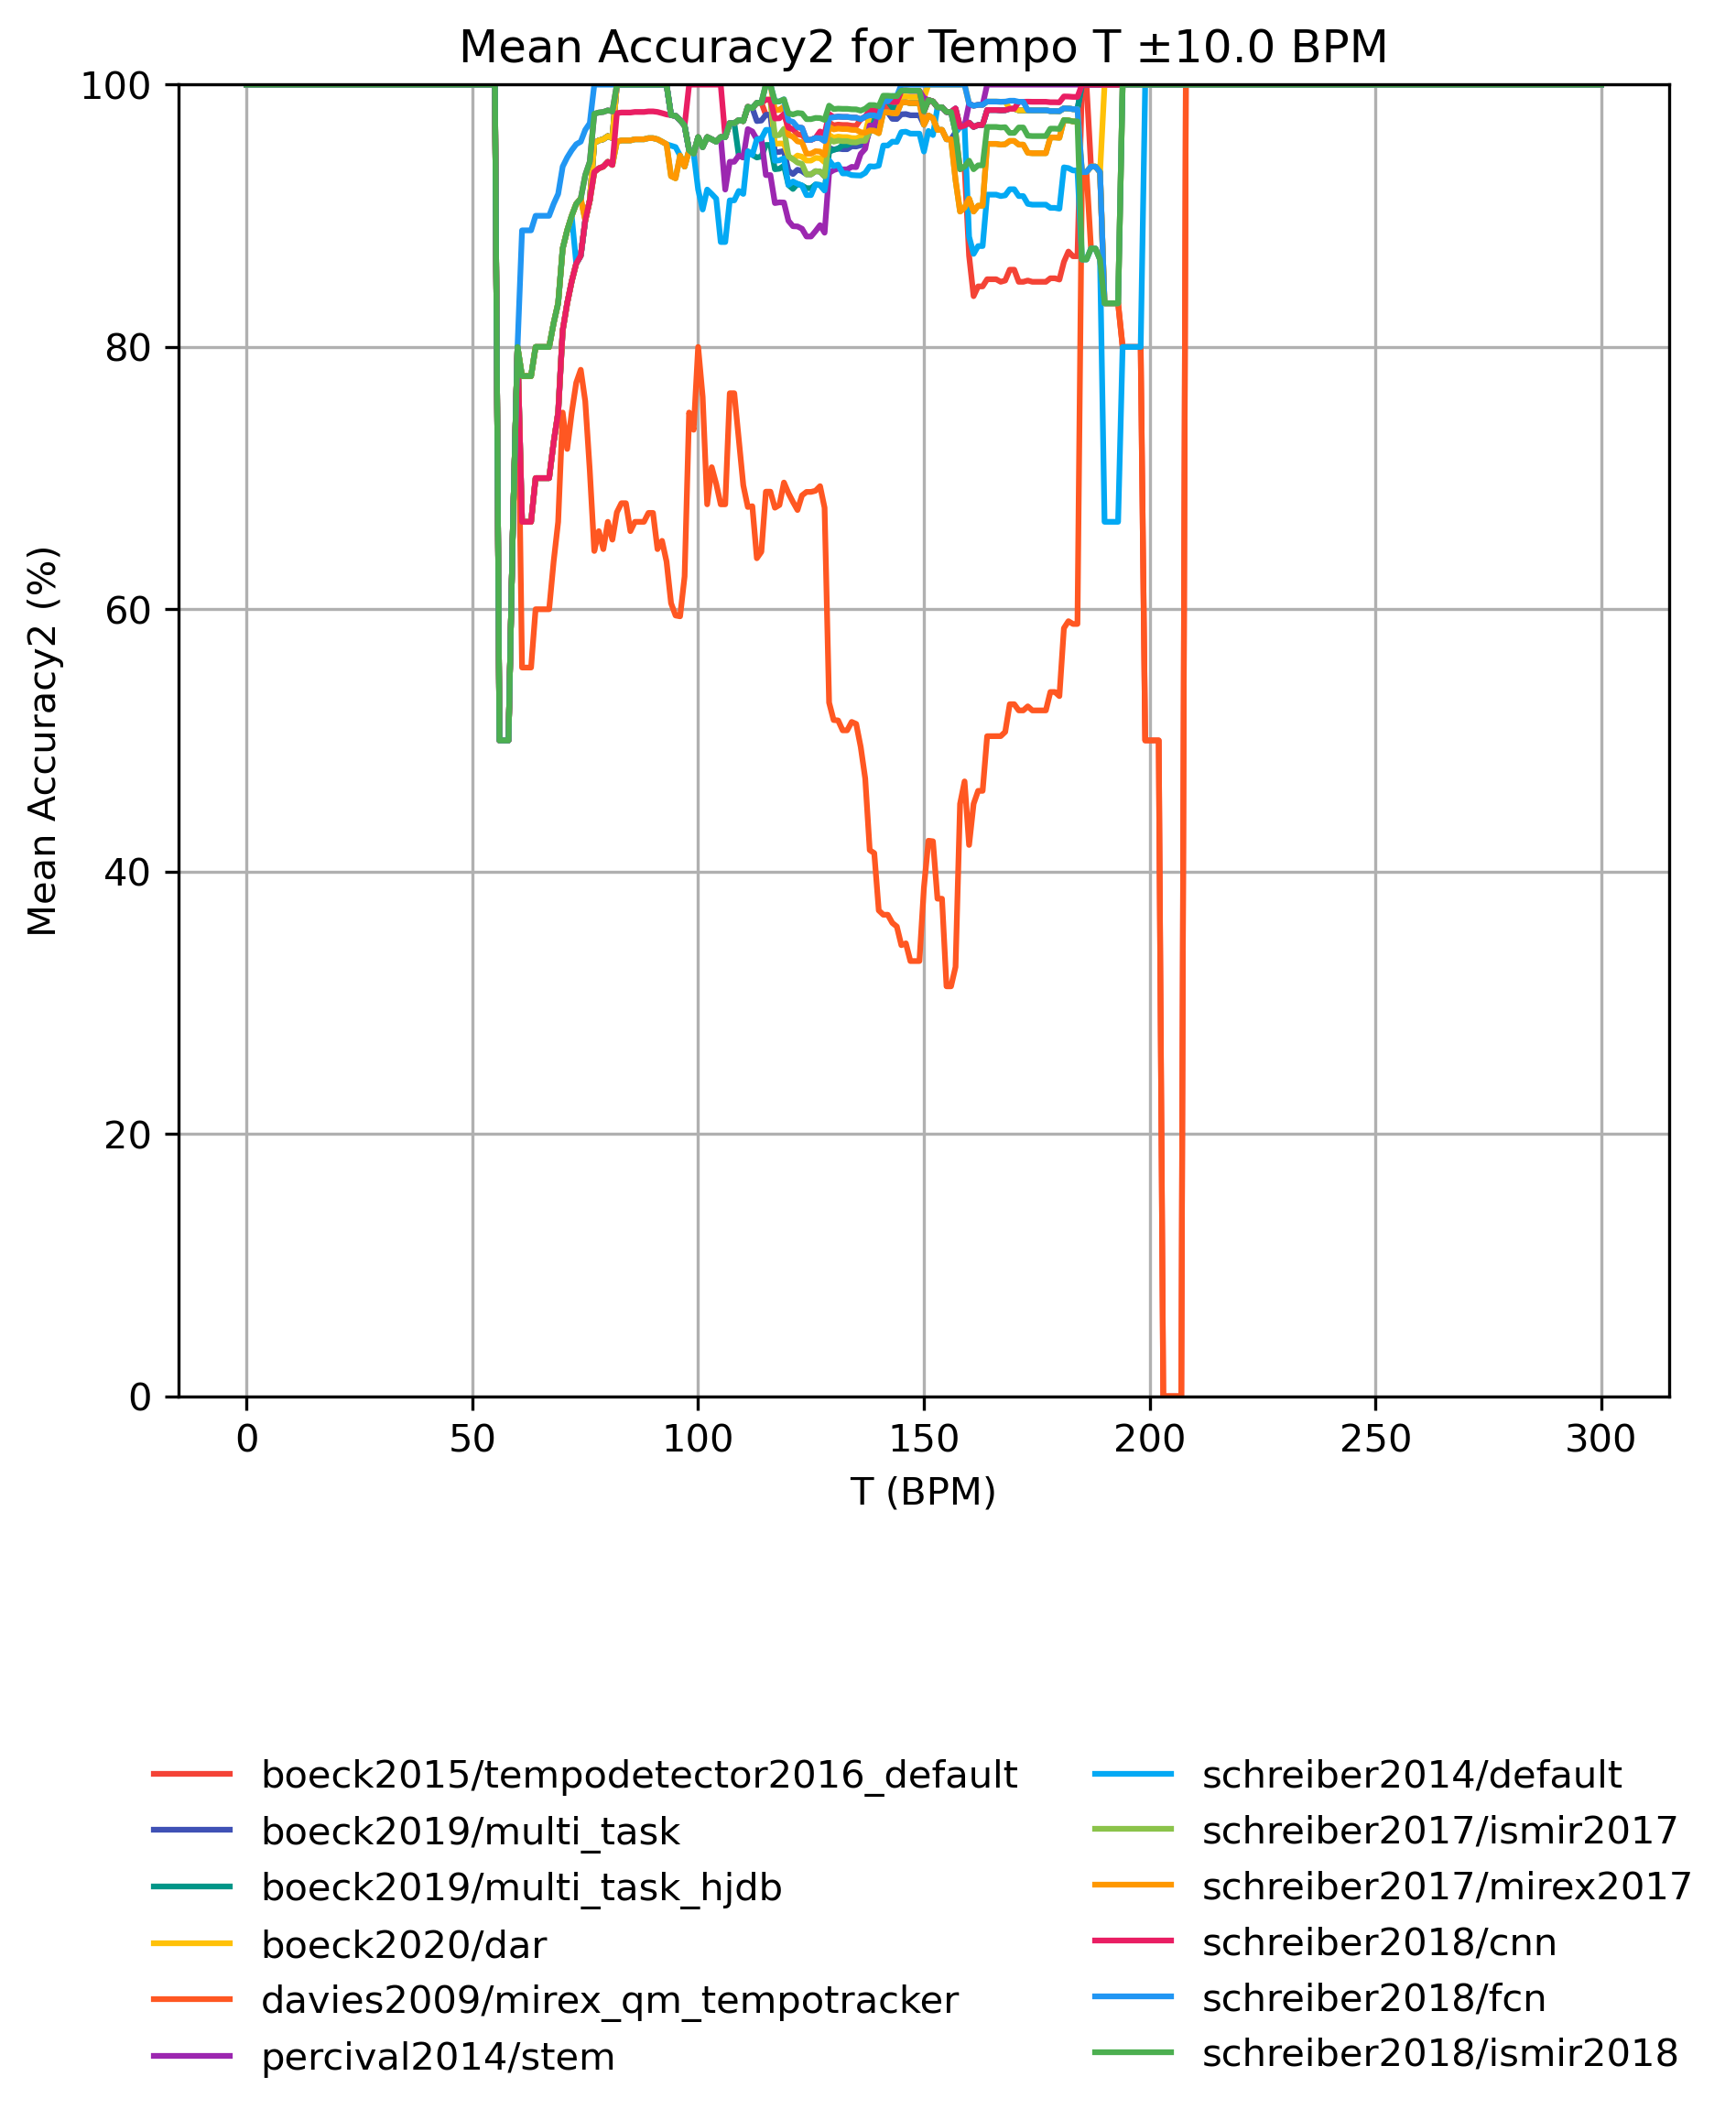 Mean Accuracy2 for Tempo T ±10.0 BPM
100
80
60
40
20
0
Mean Accuracy2 (%)
0 50 100 150 200 250 300
T (BPM)
boeck2015/tempodetector2016_default
boeck2019/multi_task
boeck2019/multi_task_hjdb
boeck2020/dar
davies2009/mirex_qm_tempotracker
percival2014/stem
schreiber2014/default
schreiber2017/ismir2017
schreiber2017/mirex2017
schreiber2018/cnn
schreiber2018/fcn
schreiber2018/ismir2018